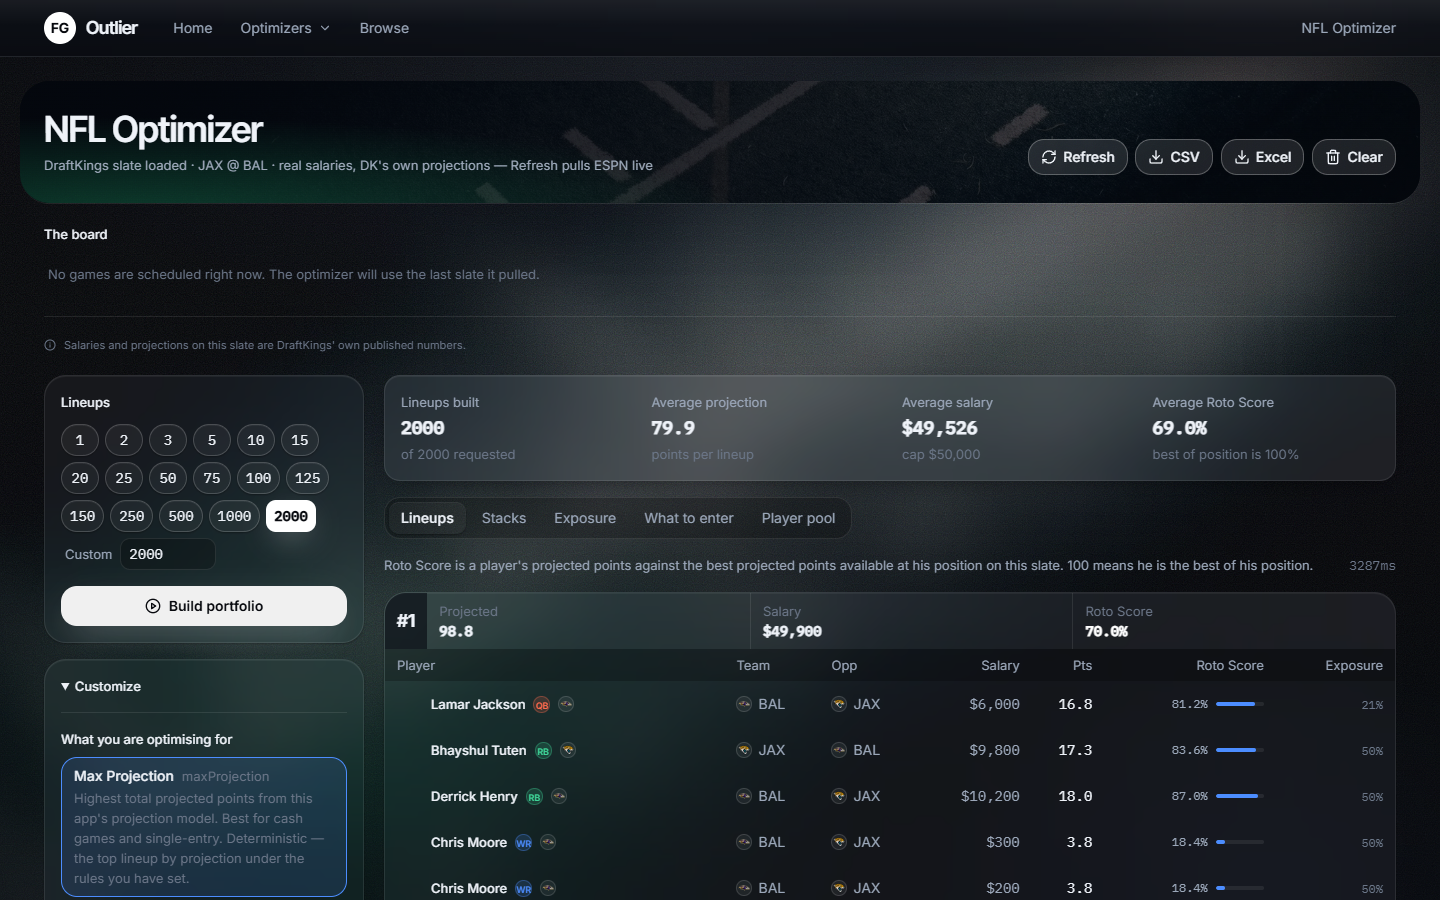 FG Outlier Home Optimizers Browse NFL Optimizer
NFL Optimizer
DraftKings slate loaded · JAX @ BAL · real salaries, DK's own projections — Refresh pulls ESPN live
Refresh CSV Excel Clear
The board
No games are scheduled right now. The optimizer will use the last slate it pulled.
Salaries and projections on this slate are DraftKings' own published numbers.
Lineups
1 2 3 5 10 15
20 25 50 75 100 125
150 250 500 1000 2000
Custom 2000
Build portfolio
Customize
What you are optimising for
Max Projection maxProjection
Highest total projected points from this
app's projection model. Best for cash
games and single-entry. Deterministic —
the top lineup by projection under the
rules you have set.
Lineups built Average projection Average salary Average Roto Score
2000 79.9 $49,526 69.0%
of 2000 requested points per lineup cap $50,000 best of position is 100%
Lineups Stacks Exposure What to enter Player pool
Roto Score is a player's projected points against the best projected points available at his position on this slate. 100 means he is the best of his position. 3287ms
#1 Projected Salary Roto Score
98.8 $49,900 70.0%
Player Team Opp Salary Pts Roto Score Exposure
Lamar Jackson QB BAL JAX $6,000 16.8 81.2% 21%
Bhayshul Tuten RB JAX BAL $9,800 17.3 83.6% 50%
Derrick Henry RB BAL JAX $10,200 18.0 87.0% 50%
Chris Moore WR BAL JAX $300 3.8 18.4% 50%
Chris Moore WR BAL JAX $200 3.8 18.4% 50%